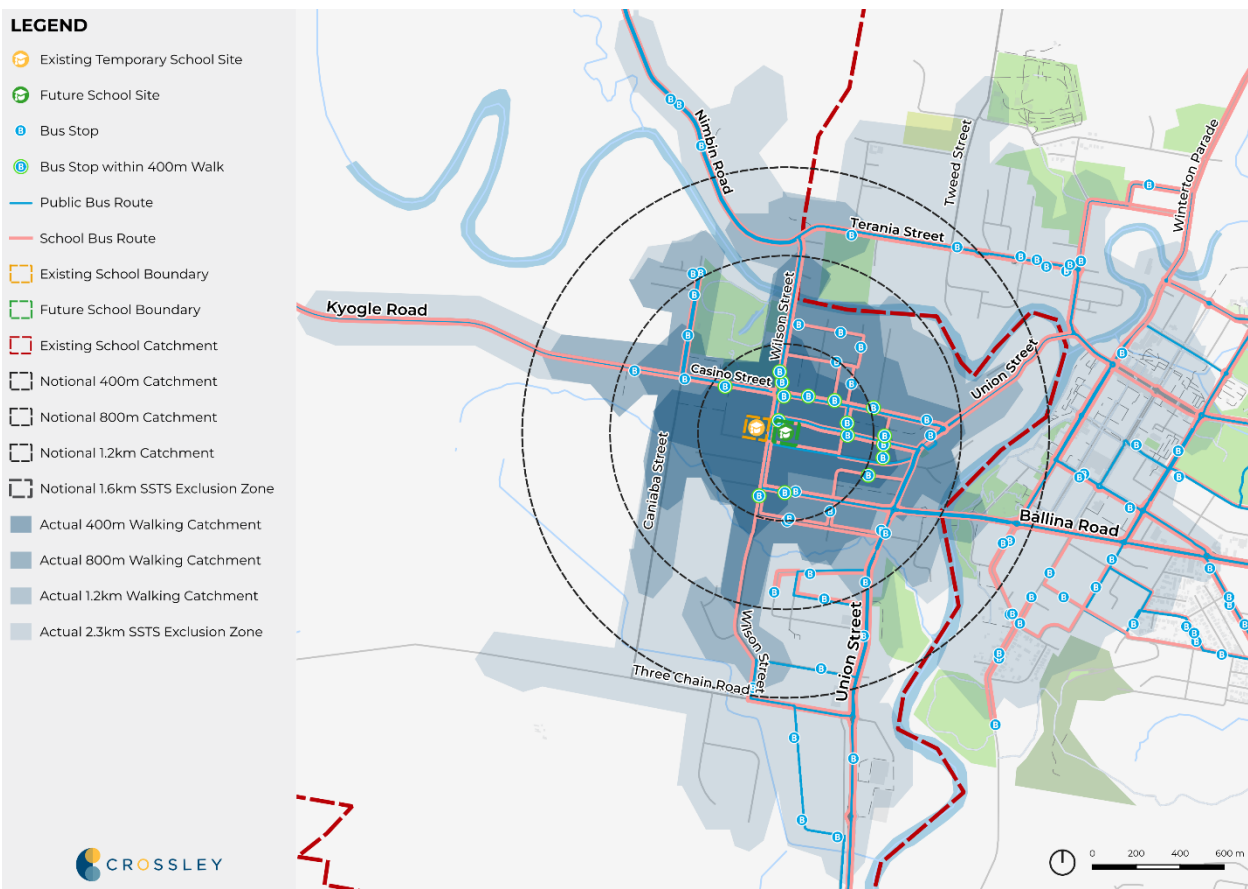 LEGEND
Existing Temporary School Site
Future School Site
B Bus Stop
B Bus Stop within 400m Walk
Public Bus Route
School Bus Route
Existing School Boundary
Future School Boundary
Existing School Catchment
Notional 400m Catchment
Notional 800m Catchment
Notional 1.2km Catchment
Notional 1.6km SSTS Exclusion Zone
Actual 400m Walking Catchment
Actual 800m Walking Catchment
Actual 1.2km Walking Catchment
Actual 2.3km SSTS Exclusion Zone
CROSSLEY
Nimbin Road
Tweed Street
Winterton Parade
Terania Street
Kyogle Road
Wilson Street
Casino Street
Union Street
Caniaba Street
Ballina Road
Wilson Street
Union Street
Three Chain Road
0 200 400 600 m